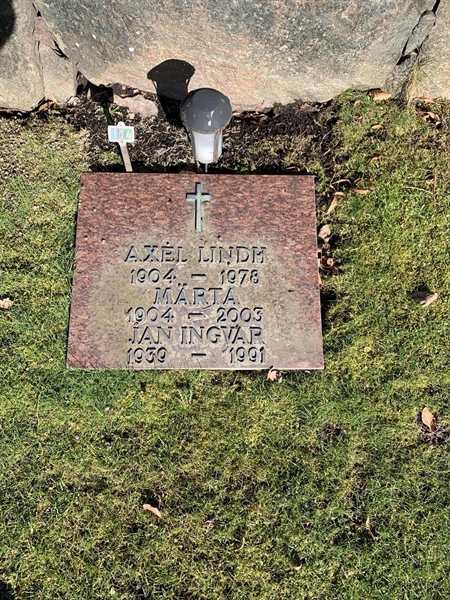 AXEL LINDH
1904 – 1978
MÄRTA
1904 – 2003
JAN INGVAR
1939 – 1991